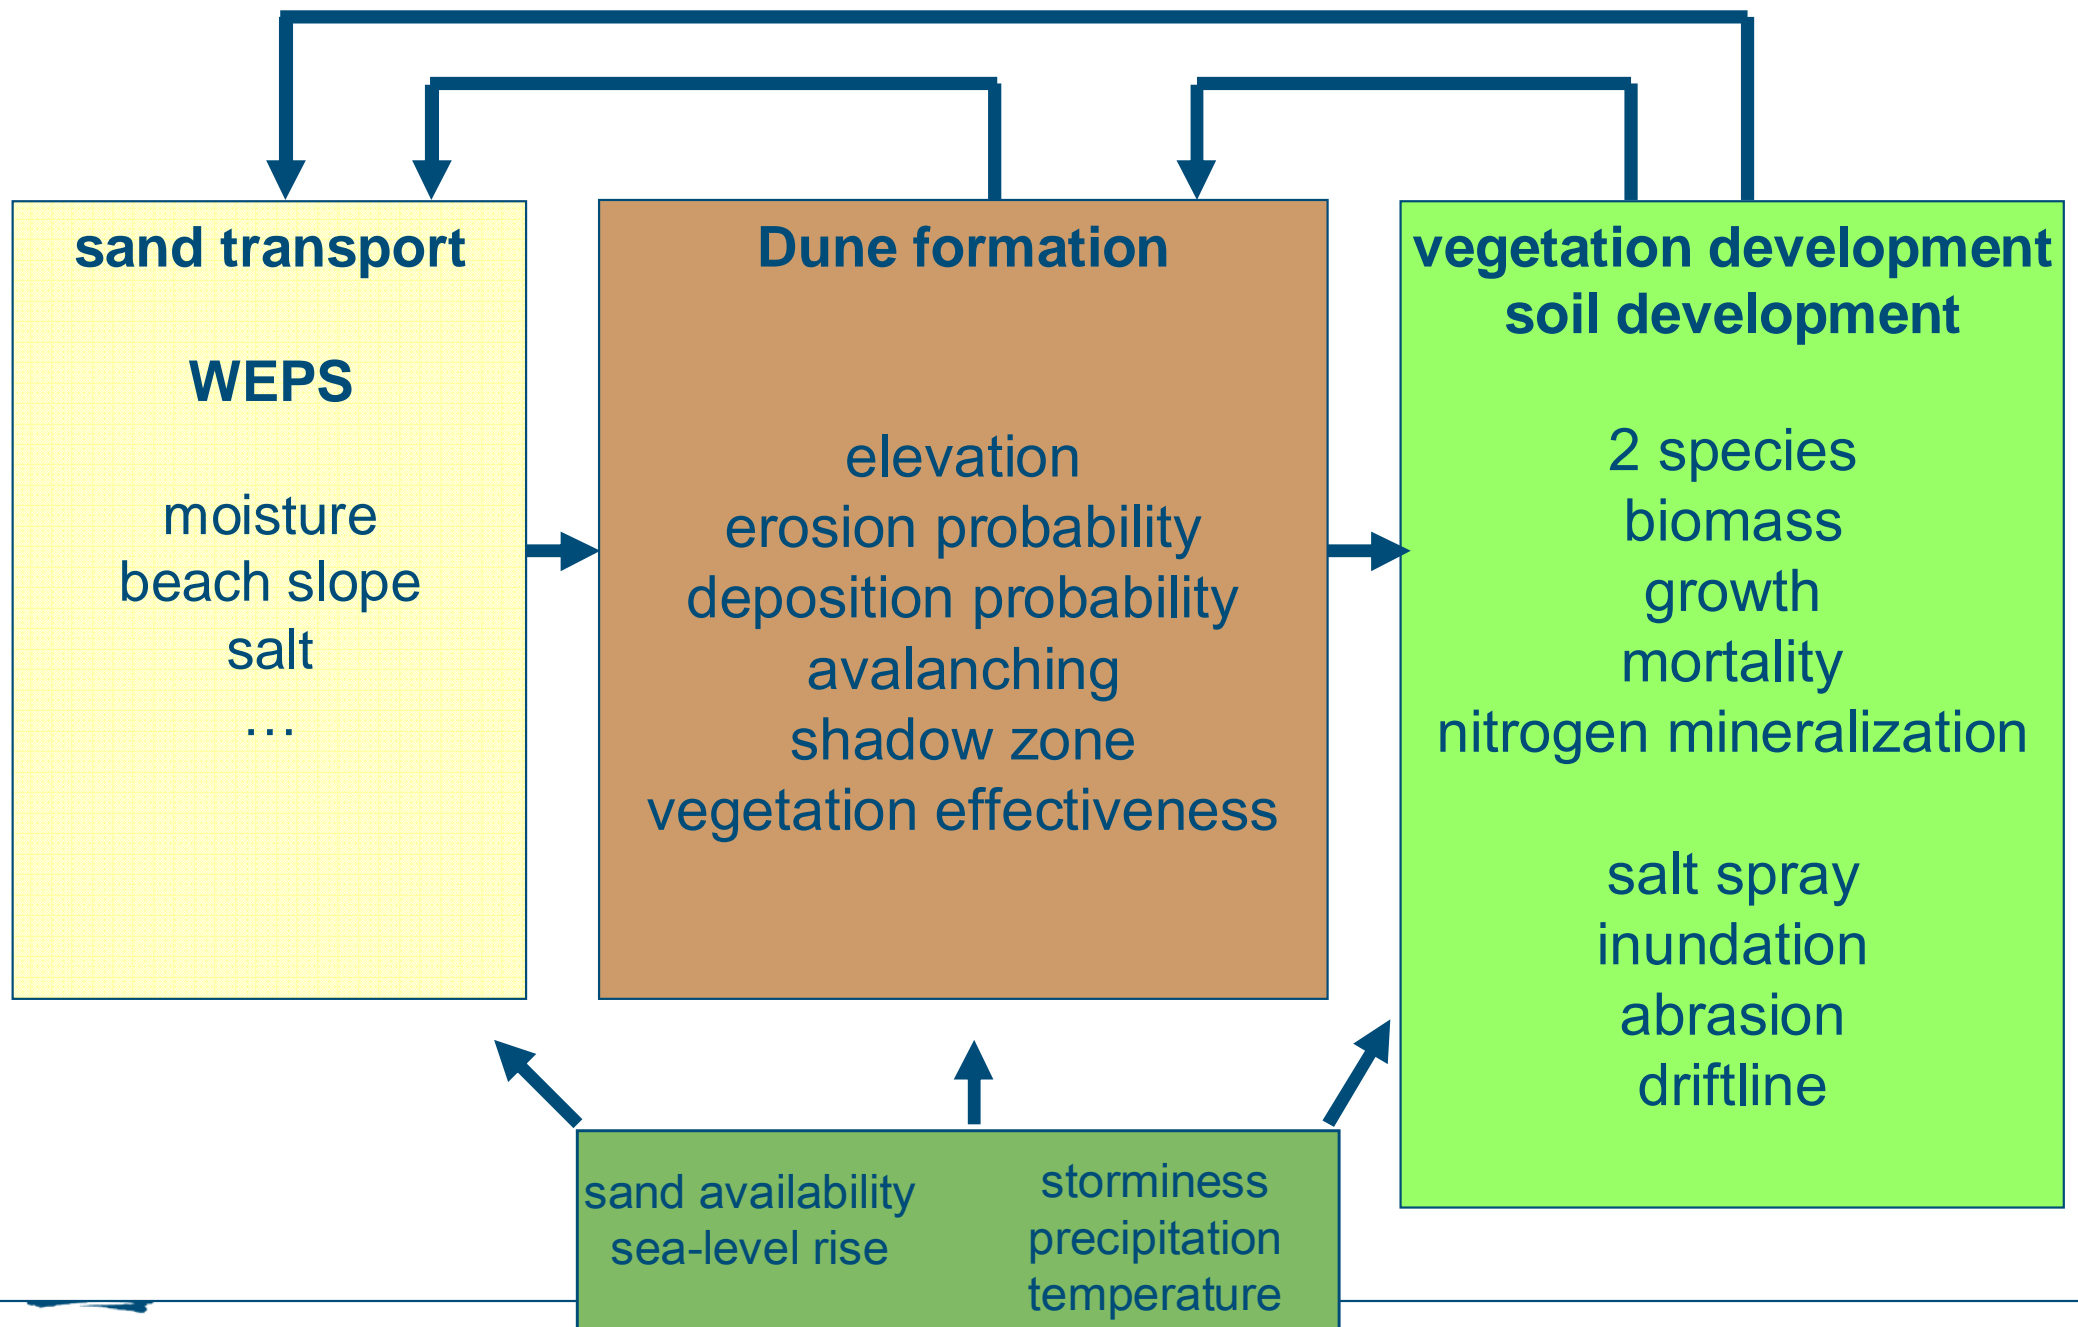 sand transport
WEPS
moisture
beach slope
salt
…
Dune formation
elevation
erosion probability
deposition probability
avalanching
shadow zone
vegetation effectiveness
vegetation development
soil development
2 species
biomass
growth
mortality
nitrogen mineralization
salt spray
inundation
abrasion
driftline
sand availability
sea-level rise
storminess
precipitation
temperature